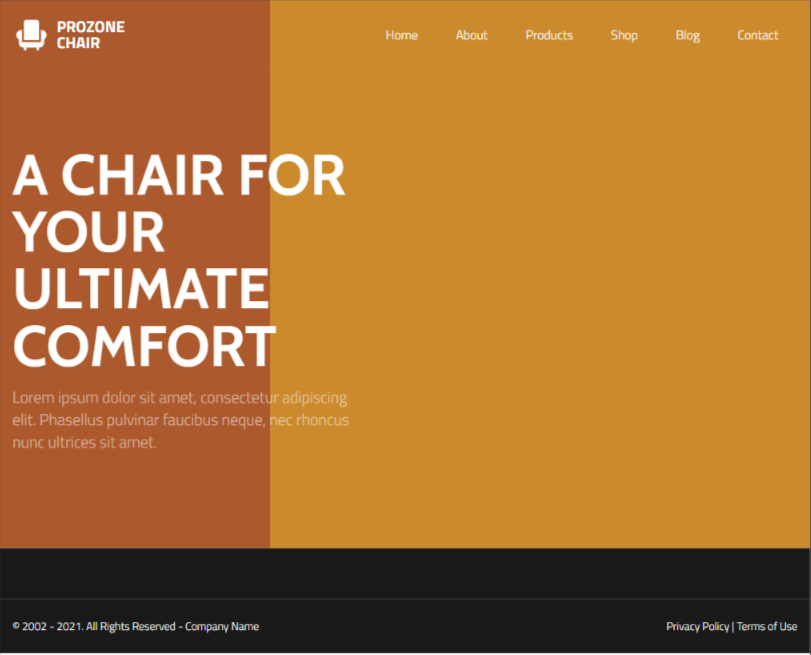 PROZONE
CHAIR
Home About Products Shop Blog Contact
A CHAIR FOR
YOUR
ULTIMATE
COMFORT
Lorem ipsum dolor sit amet, consectetur adipiscing
elit. Phasellus pulvinar faucibus neque, nec rhoncus
nunc ultrices sit amet.
© 2002 - 2021. All Rights Reserved - Company Name
Privacy Policy | Terms of Use